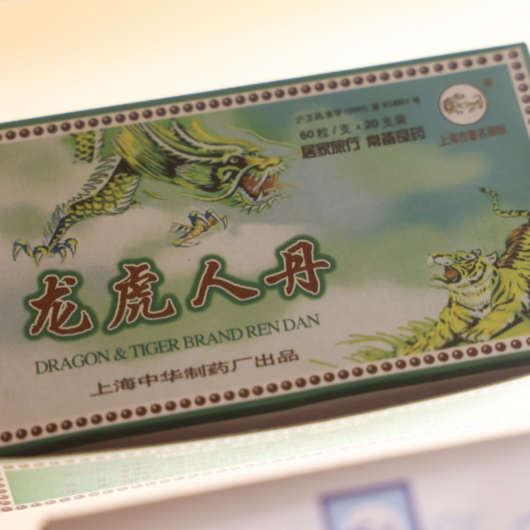 60粒/支 x 20支装
居家旅行 常备良药
上海市著名商标
龙虎人丹
DRAGON & TIGER BRAND REN DAN
上海中华制药厂出品